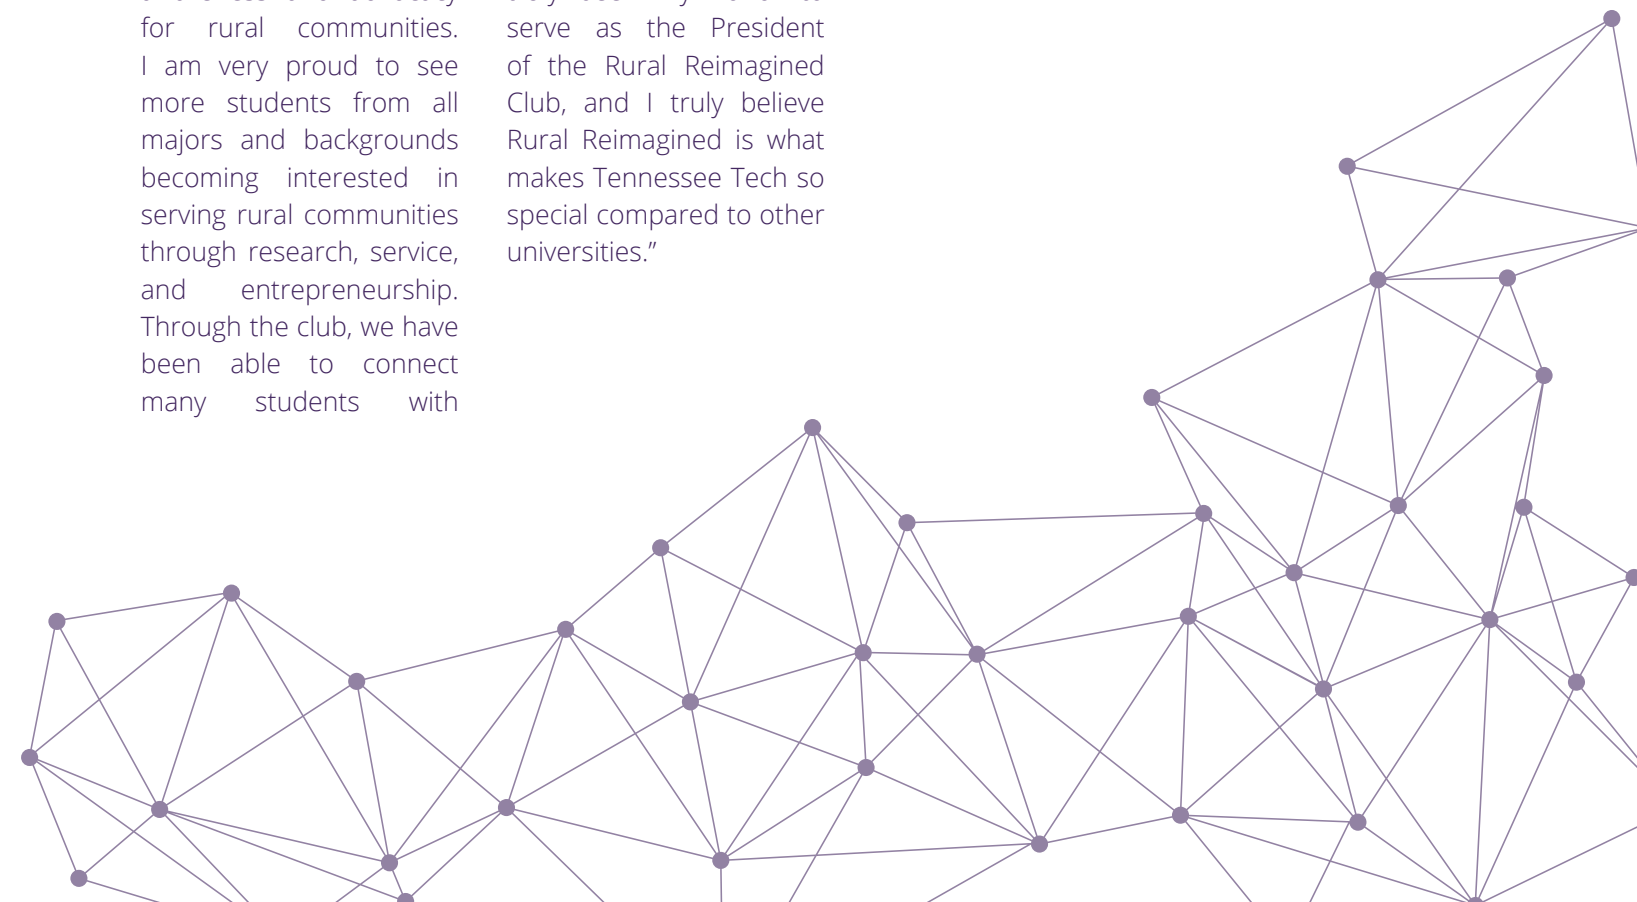 for rural communities.
I am very proud to see
more students from all
majors and backgrounds
becoming interested in
serving rural communities
through research, service,
and entrepreneurship.
Through the club, we have
been able to connect
many students with
serve as the President
of the Rural Reimagined
Club, and I truly believe
Rural Reimagined is what
makes Tennessee Tech so
special compared to other
universities.”